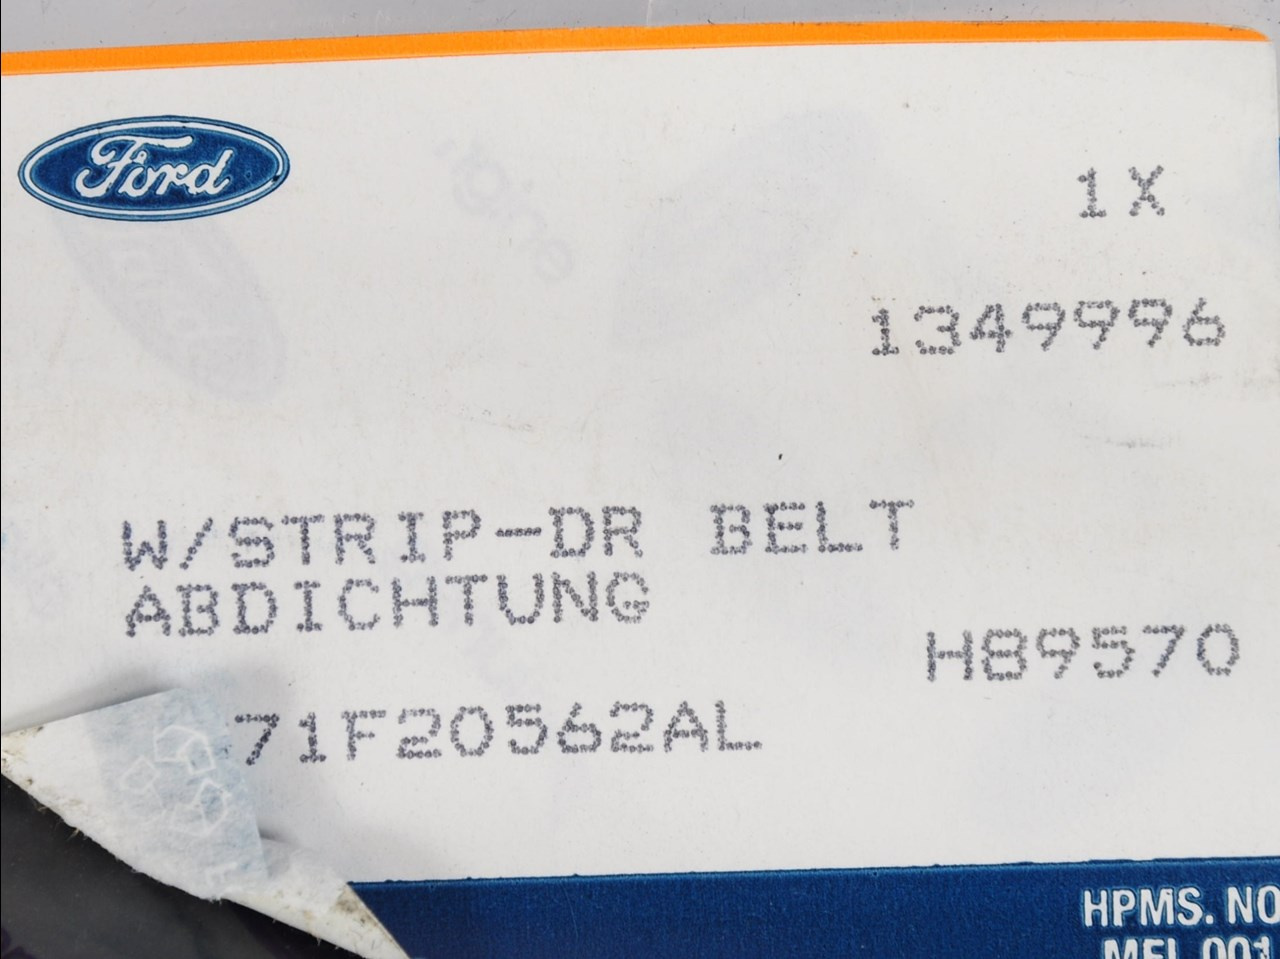 Ford
1X
1349996
W/STRIP-DR BELT
ABDICHTUNG
H89570
71F20562AL
HPMS. NO